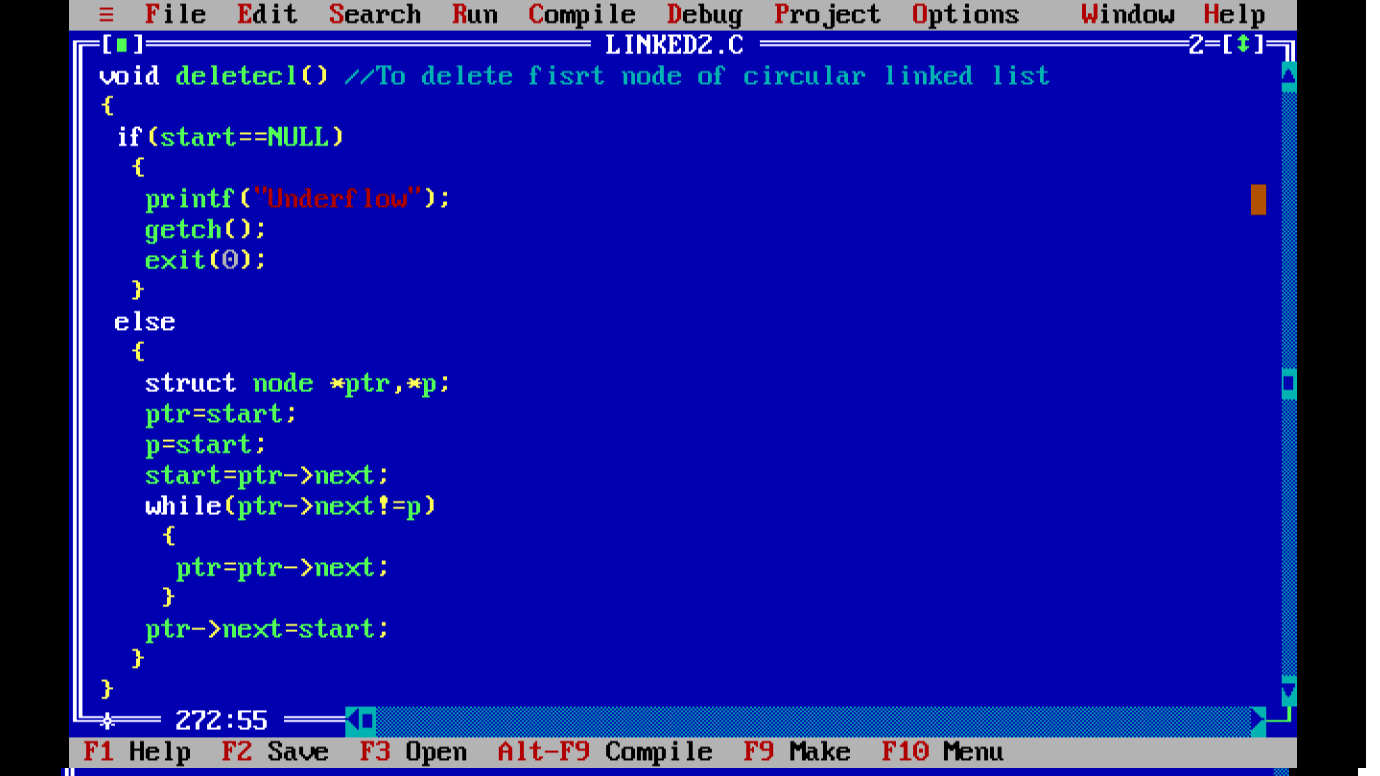 ≡ File Edit Search Run Compile Debug Project Options Window Help
[■] LINKED2.C 2=[↕]
void deletecl() //To delete fisrt node of circular linked list
{
if(start==NULL)
{
printf("Underflow");
getch();
exit(0);
}
else
{
struct node *ptr,*p;
ptr=start;
p=start;
start=ptr->next;
while(ptr->next!=p)
{
ptr=ptr->next;
}
ptr->next=start;
}
}
272:55
F1 Help F2 Save F3 Open Alt-F9 Compile F9 Make F10 Menu